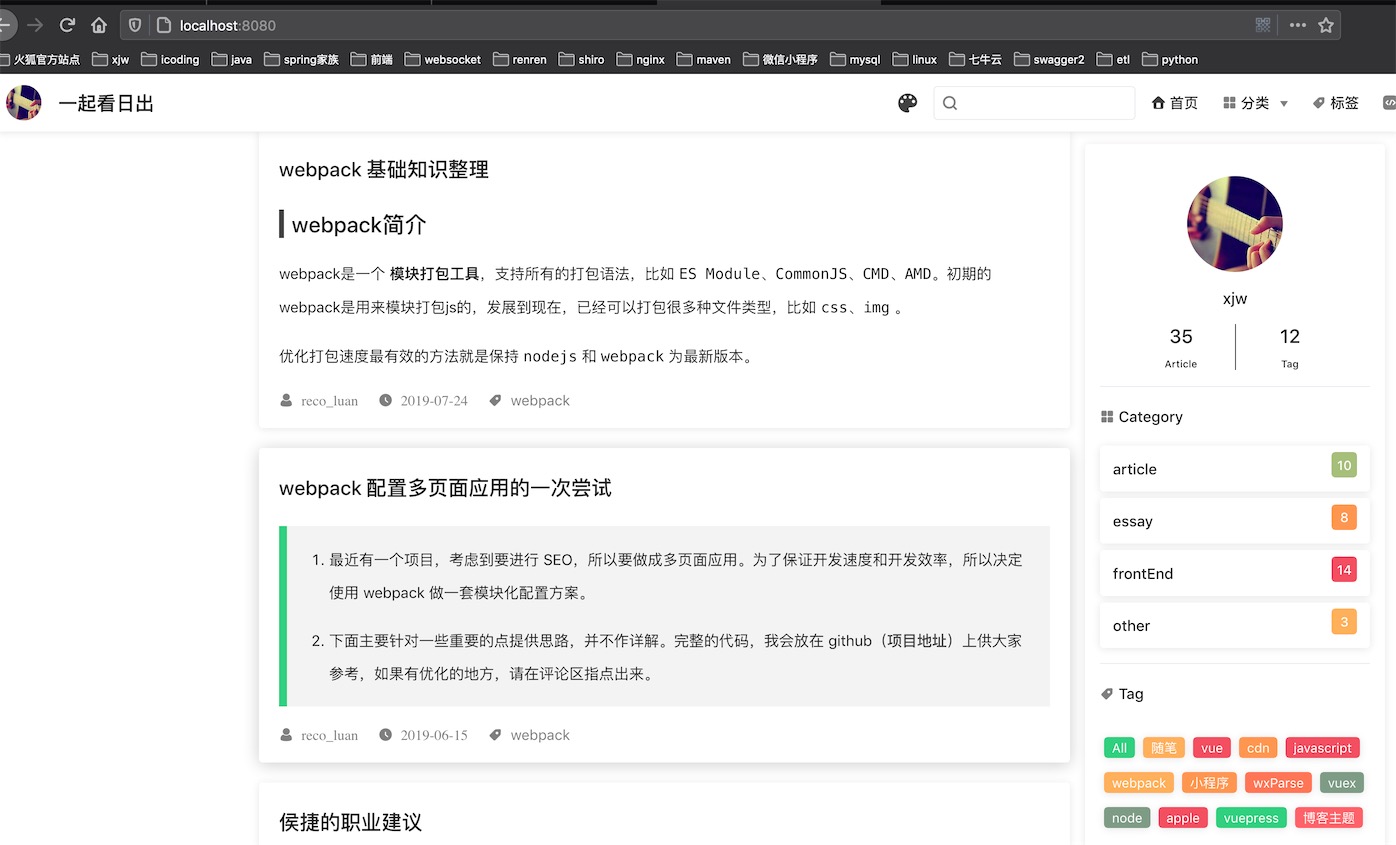 localhost:8080
火狐官方站点 xjw icoding java spring家族 前端 websocket renren shiro nginx maven 微信小程序 mysql linux 七牛云 swagger2 etl python
一起看日出 首页 分类 标签
webpack 基础知识整理
webpack简介
webpack是一个 模块打包工具，支持所有的打包语法，比如 ES Module、CommonJS、CMD、AMD。初期的
webpack是用来模块打包js的，发展到现在，已经可以打包很多种文件类型，比如 css、img 。
优化打包速度最有效的方法就是保持 nodejs 和 webpack 为最新版本。
reco_luan 2019-07-24 webpack
webpack 配置多页面应用的一次尝试
1. 最近有一个项目，考虑到要进行 SEO，所以要做成多页面应用。为了保证开发速度和开发效率，所以决定
使用 webpack 做一套模块化配置方案。
2. 下面主要针对一些重要的点提供思路，并不作详解。完整的代码，我会放在 github（项目地址）上供大家
参考，如果有优化的地方，请在评论区指点出来。
reco_luan 2019-06-15 webpack
侯捷的职业建议
xjw
35 12
Article Tag
Category
article 10
essay 8
frontEnd 14
other 3
Tag
All 随笔 vue cdn javascript
webpack 小程序 wxParse vuex
node apple vuepress 博客主题